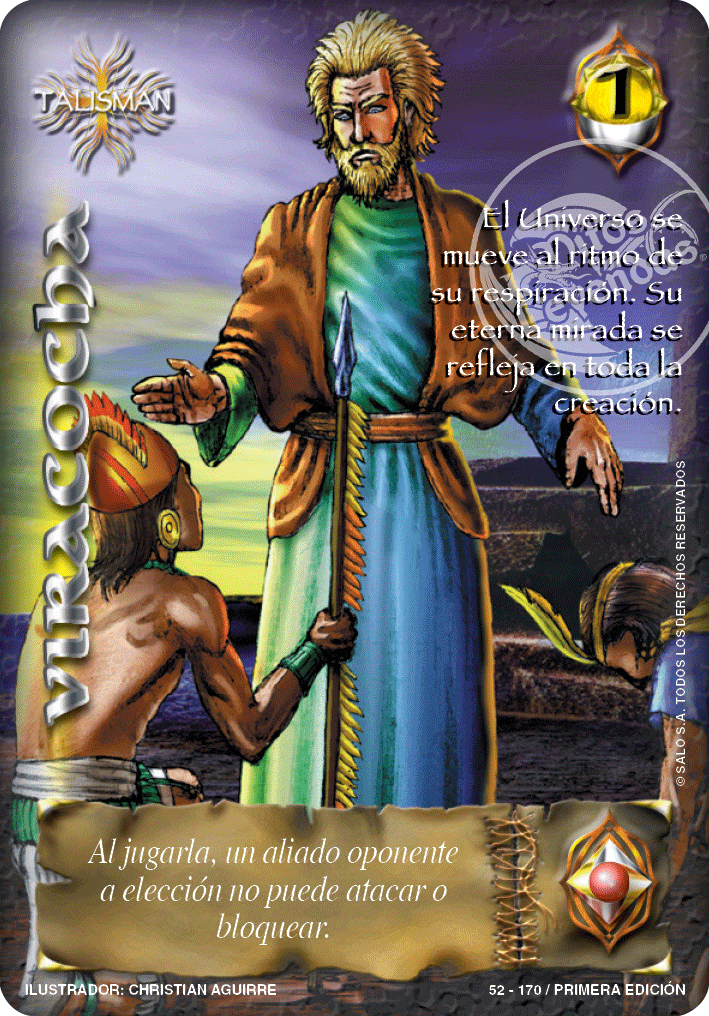 TALISMAN
1
VIRACOCHA
El Universo se
mueve al ritmo de
su respiración. Su
eterna mirada se
refleja en toda la
creación.
© SALO S.A. TODOS LOS DERECHOS RESERVADOS
Al jugarla, un aliado oponente
a elección no puede atacar o
bloquear.
ILUSTRADOR: CHRISTIAN AGUIRRE
52 - 170 / PRIMERA EDICIÓN